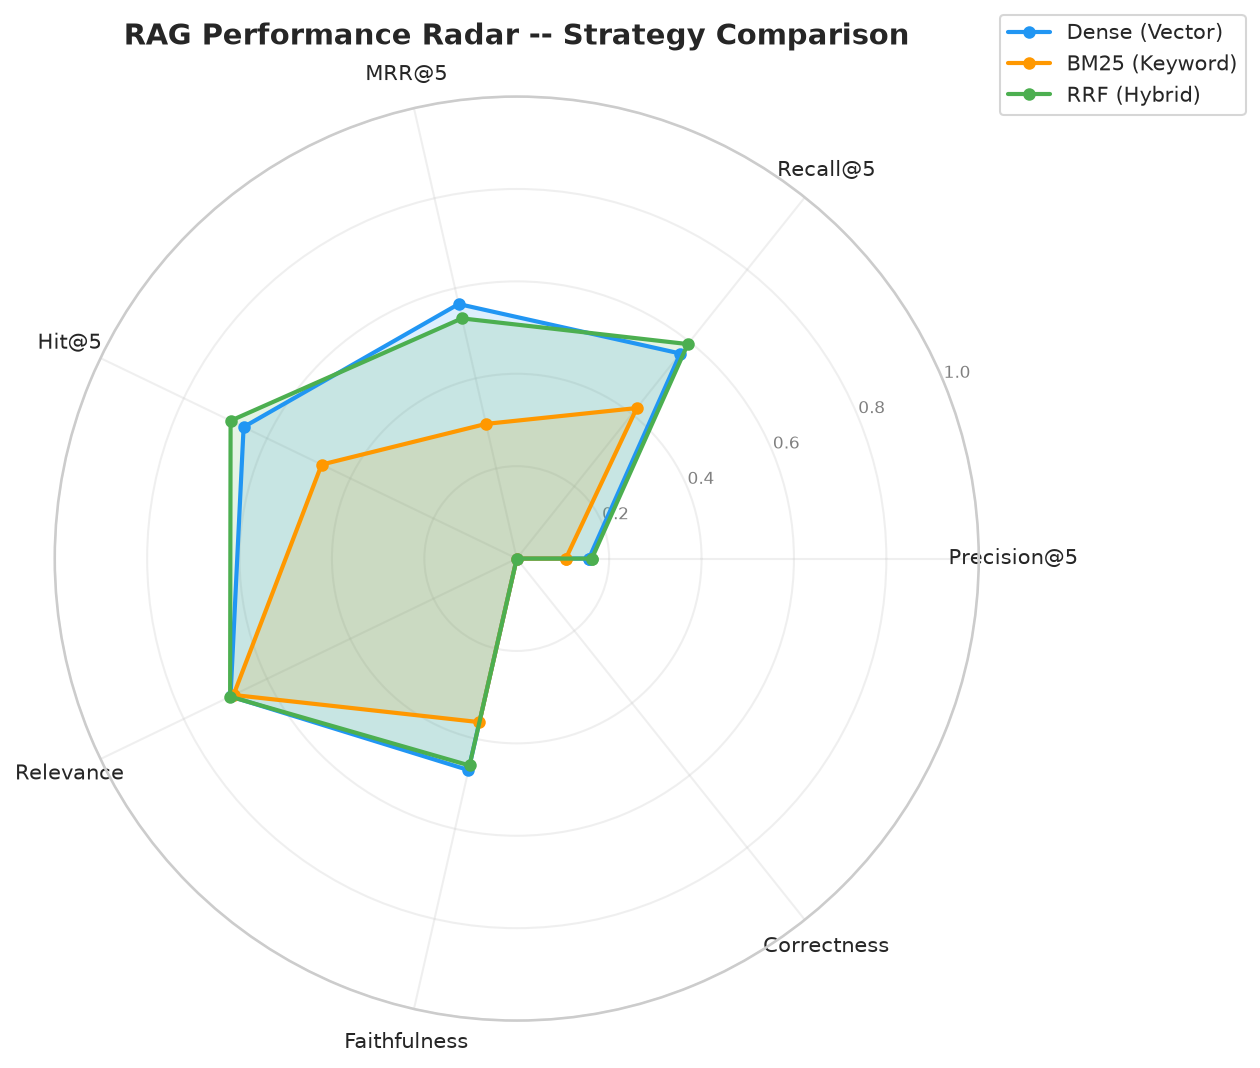 RAG Performance Radar -- Strategy Comparison
Dense (Vector)
BM25 (Keyword)
RRF (Hybrid)
MRR@5
Recall@5
Hit@5
1.0
0.8
0.6
0.4
0.2
Precision@5
Relevance
Correctness
Faithfulness